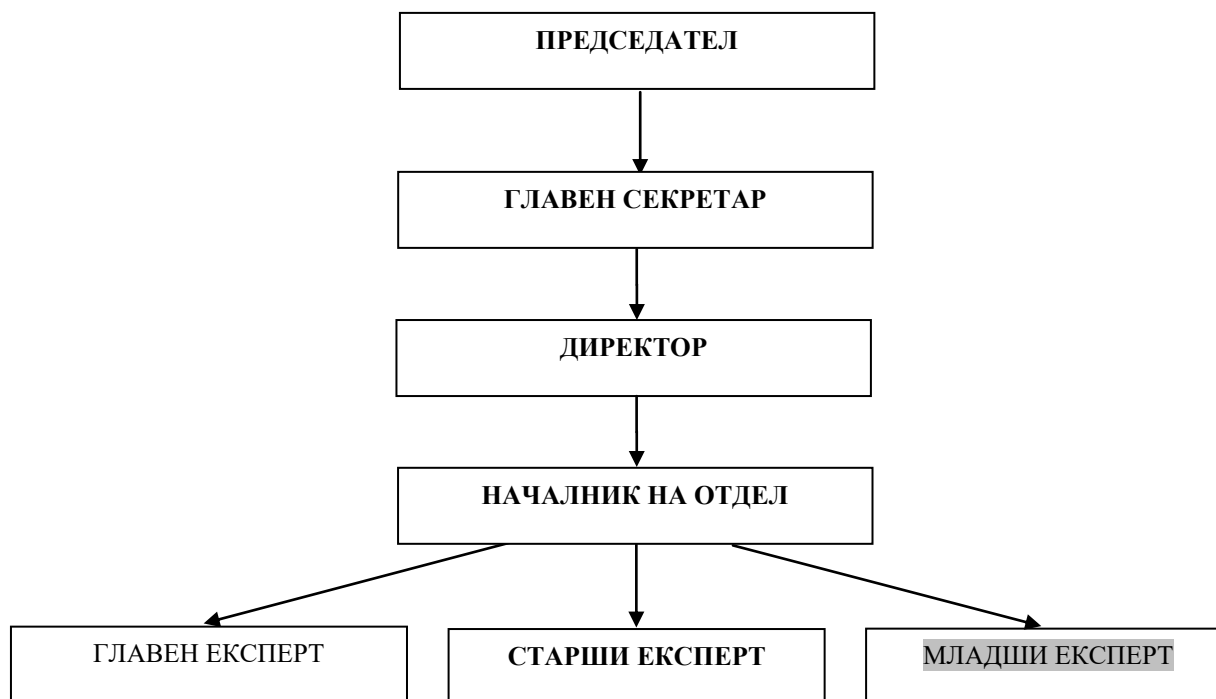 ПРЕДСЕДАТЕЛ
ГЛАВЕН СЕКРЕТАР
ДИРЕКТОР
НАЧАЛНИК НА ОТДЕЛ
ГЛАВЕН ЕКСПЕРТ
СТАРШИ ЕКСПЕРТ
МЛАДШИ ЕКСПЕРТ